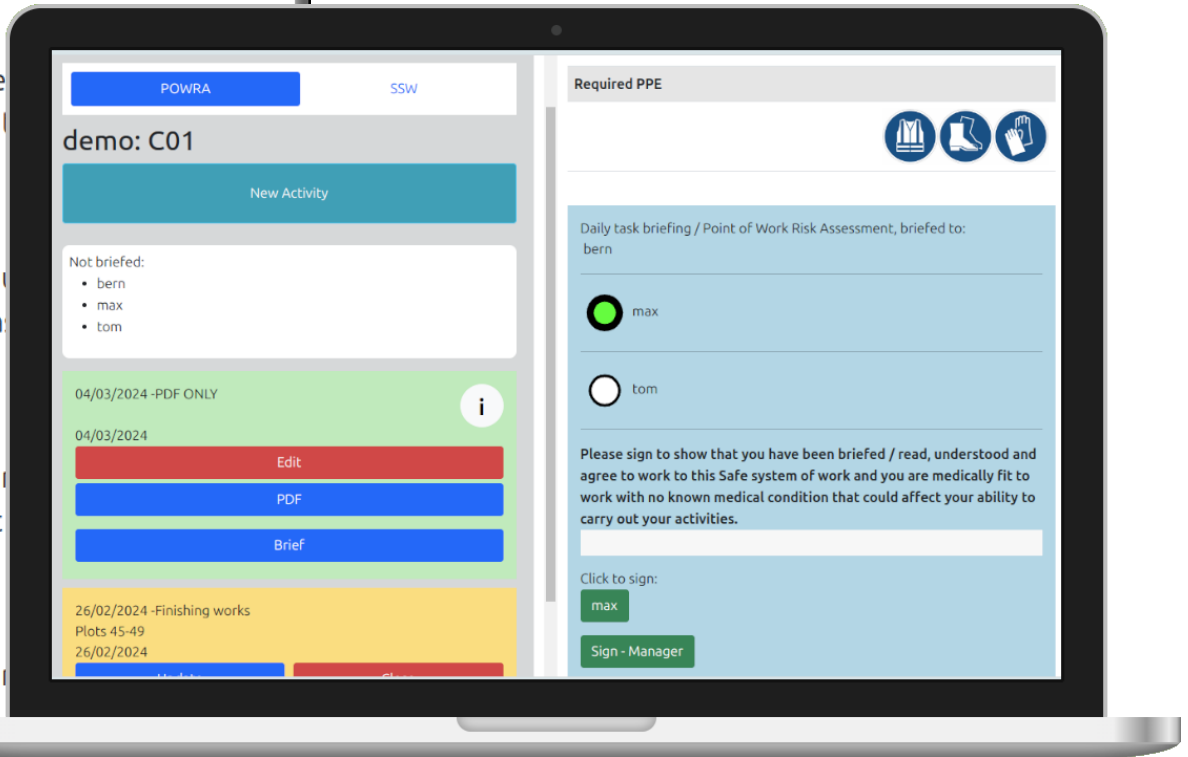 POWRA
SSW
demo: C01
New Activity
Not briefed:
bern
max
tom
04/03/2024 -PDF ONLY
i
04/03/2024
Edit
PDF
Brief
26/02/2024 -Finishing works
Plots 45-49
26/02/2024
Required PPE
Daily task briefing / Point of Work Risk Assessment, briefed to:
bern
max
tom
Please sign to show that you have been briefed / read, understood and
agree to work to this Safe system of work and you are medically fit to
work with no known medical condition that could affect your ability to
carry out your activities.
Click to sign:
max
Sign - Manager